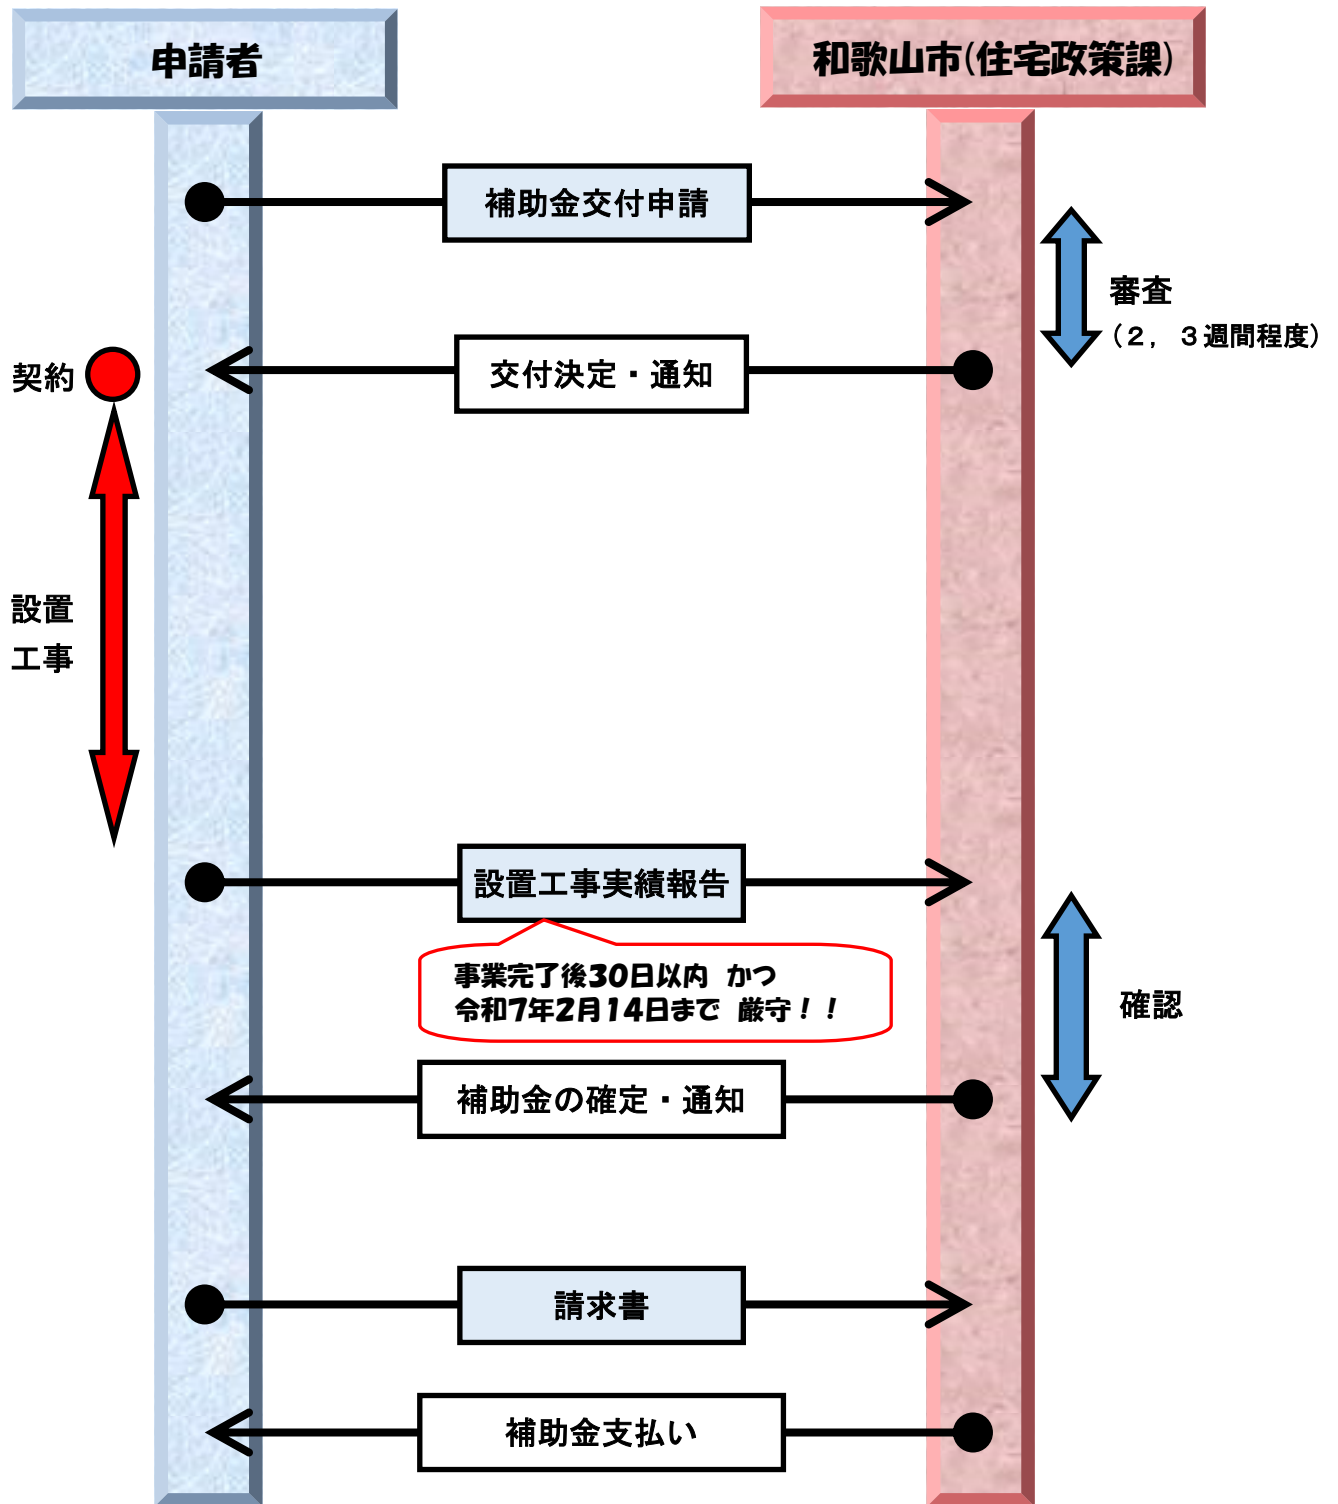 申請者
和歌山市(住宅政策課)
補助金交付申請
審査
(2, 3週間程度)
交付決定・通知
契約
設置
工事
設置工事実績報告
事業完了後30日以内 かつ
令和7年2月14日まで 厳守！！
確認
補助金の確定・通知
請求書
補助金支払い